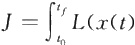 J = ∫_{t_0}^{t_f} L(x(t)